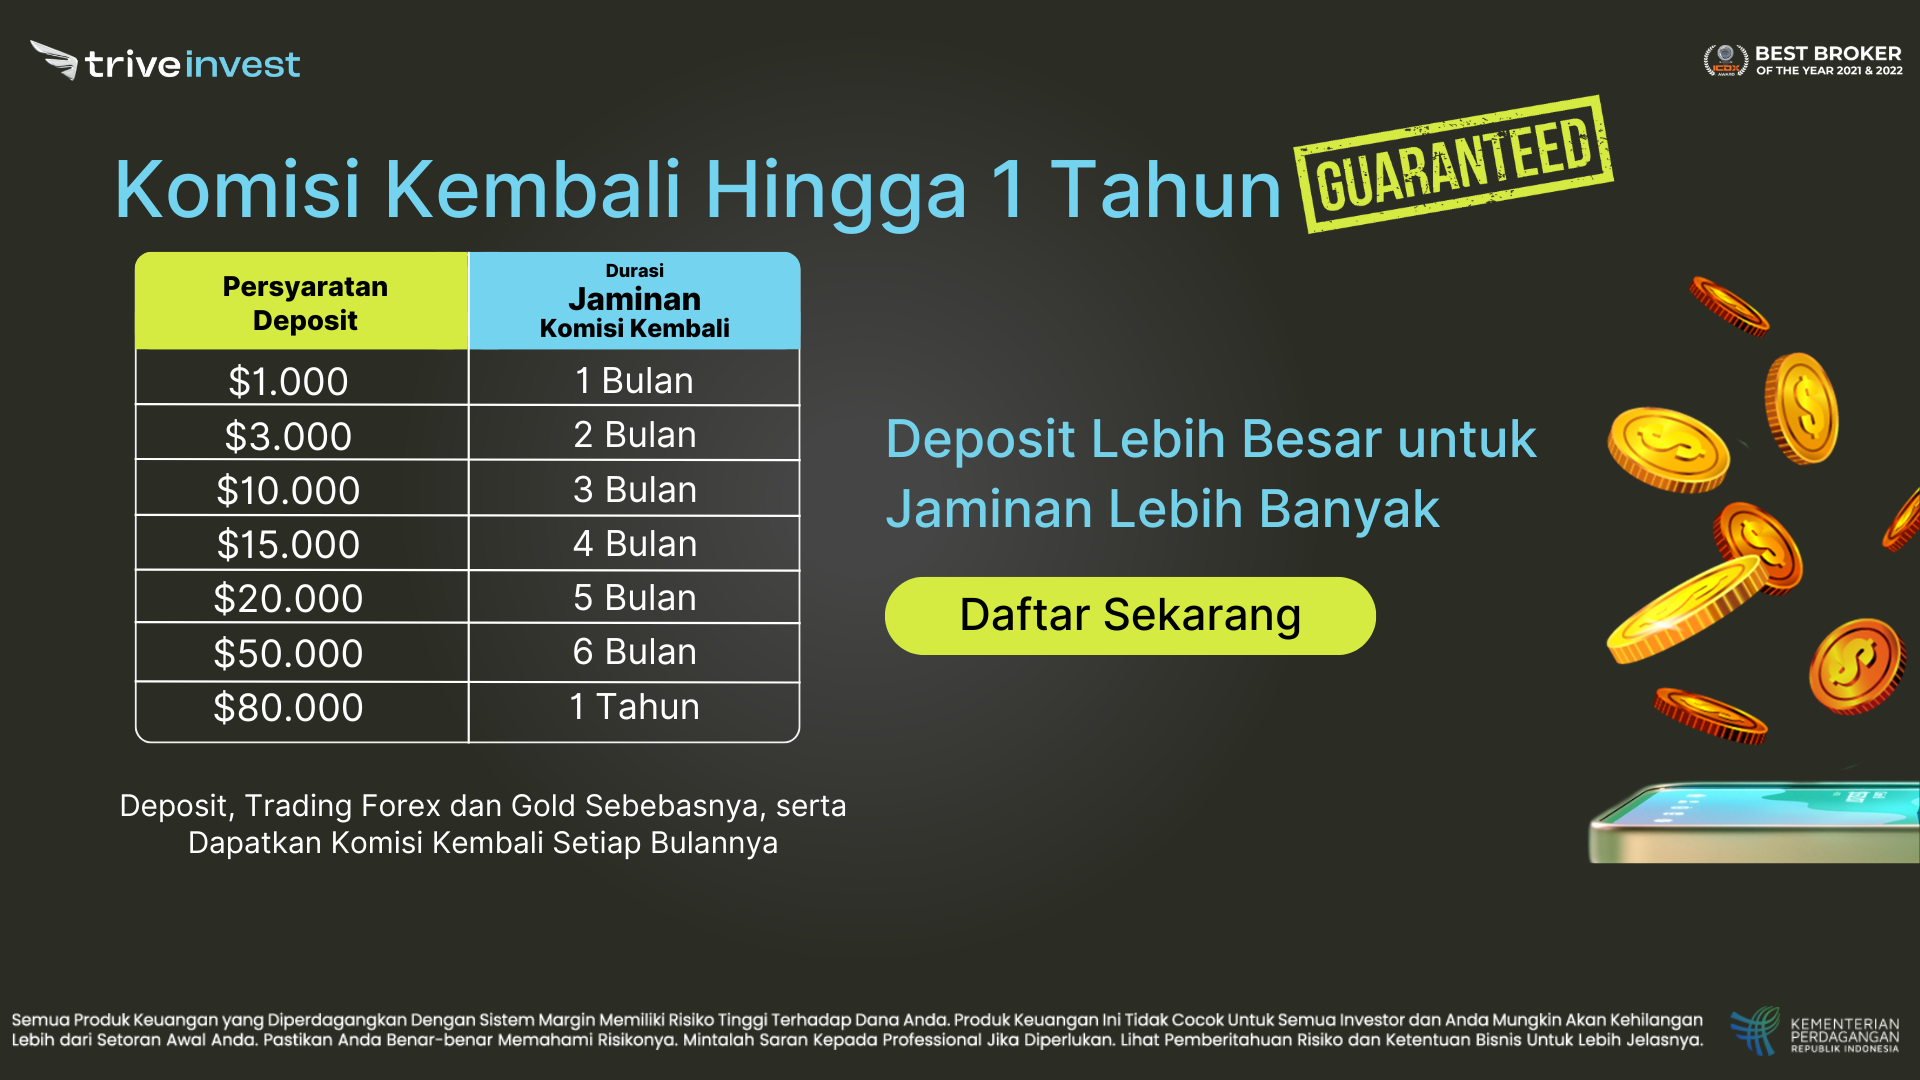 triveinvest
BEST BROKER
OF THE YEAR 2021 & 2022
ICDX
AWARD
Komisi Kembali Hingga 1 Tahun
GUARANTEED
Persyaratan
Deposit
Durasi
Jaminan
Komisi Kembali
$1.000 1 Bulan
$3.000 2 Bulan
$10.000 3 Bulan
$15.000 4 Bulan
$20.000 5 Bulan
$50.000 6 Bulan
$80.000 1 Tahun
Deposit Lebih Besar untuk
Jaminan Lebih Banyak
Daftar Sekarang
Deposit, Trading Forex dan Gold Sebebasnya, serta
Dapatkan Komisi Kembali Setiap Bulannya
Semua Produk Keuangan yang Diperdagangkan Dengan Sistem Margin Memiliki Risiko Tinggi Terhadap Dana Anda. Produk Keuangan Ini Tidak Cocok Untuk Semua Investor dan Anda Mungkin Akan Kehilangan
Lebih dari Setoran Awal Anda. Pastikan Anda Benar-benar Memahami Risikonya. Mintalah Saran Kepada Professional Jika Diperlukan. Lihat Pemberitahuan Risiko dan Ketentuan Bisnis Untuk Lebih Jelasnya.
KEMENTERIAN
PERDAGANGAN
REPUBLIK INDONESIA